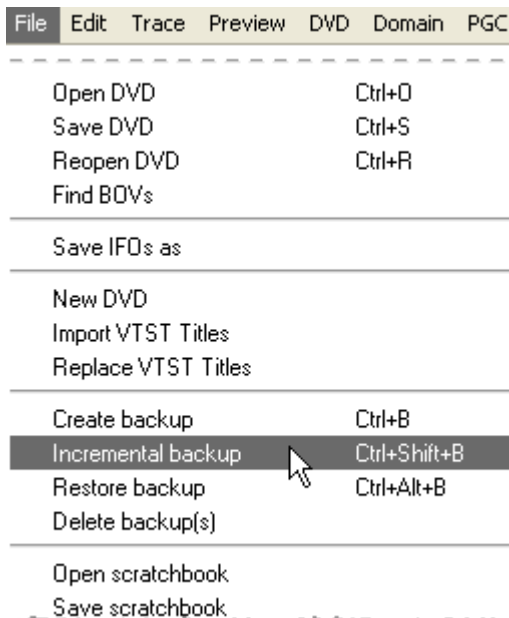 File Edit Trace Preview DVD Domain PGC
Open DVD Ctrl+O
Save DVD Ctrl+S
Reopen DVD Ctrl+R
Find BOVs
Save IFOs as
New DVD
Import VTST Titles
Replace VTST Titles
Create backup Ctrl+B
Incremental backup Ctrl+Shift+B
Restore backup Ctrl+Alt+B
Delete backup(s)
Open scratchbook
Save scratchbook